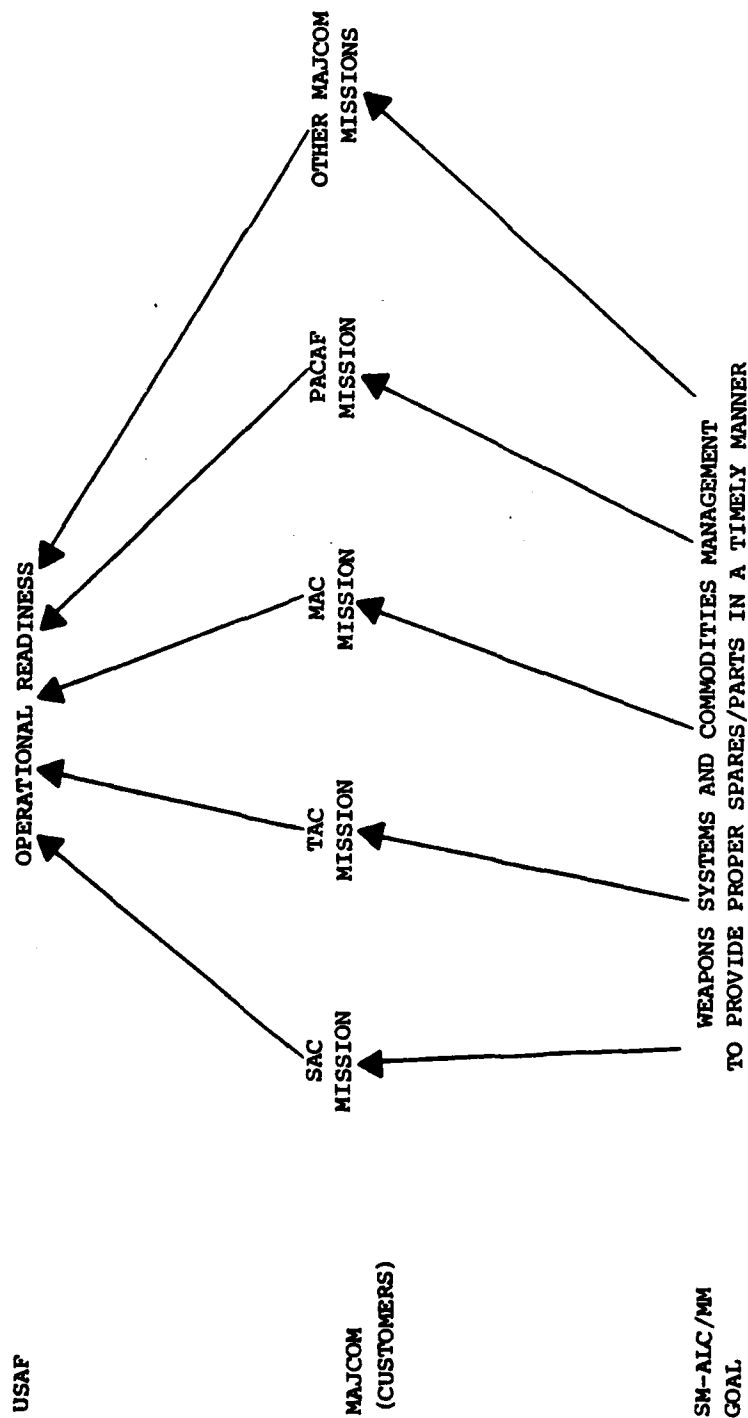 USAF
OPERATIONAL READINESS
MAJCOM
(CUSTOMERS)
SAC
MISSION
TAC
MISSION
MAC
MISSION
PACAF
MISSION
OTHER MAJCOM
MISSIONS
SM-ALC/MM
GOAL
WEAPONS SYSTEMS AND COMMODITIES MANAGEMENT
TO PROVIDE PROPER SPARES/PARTS IN A TIMELY MANNER